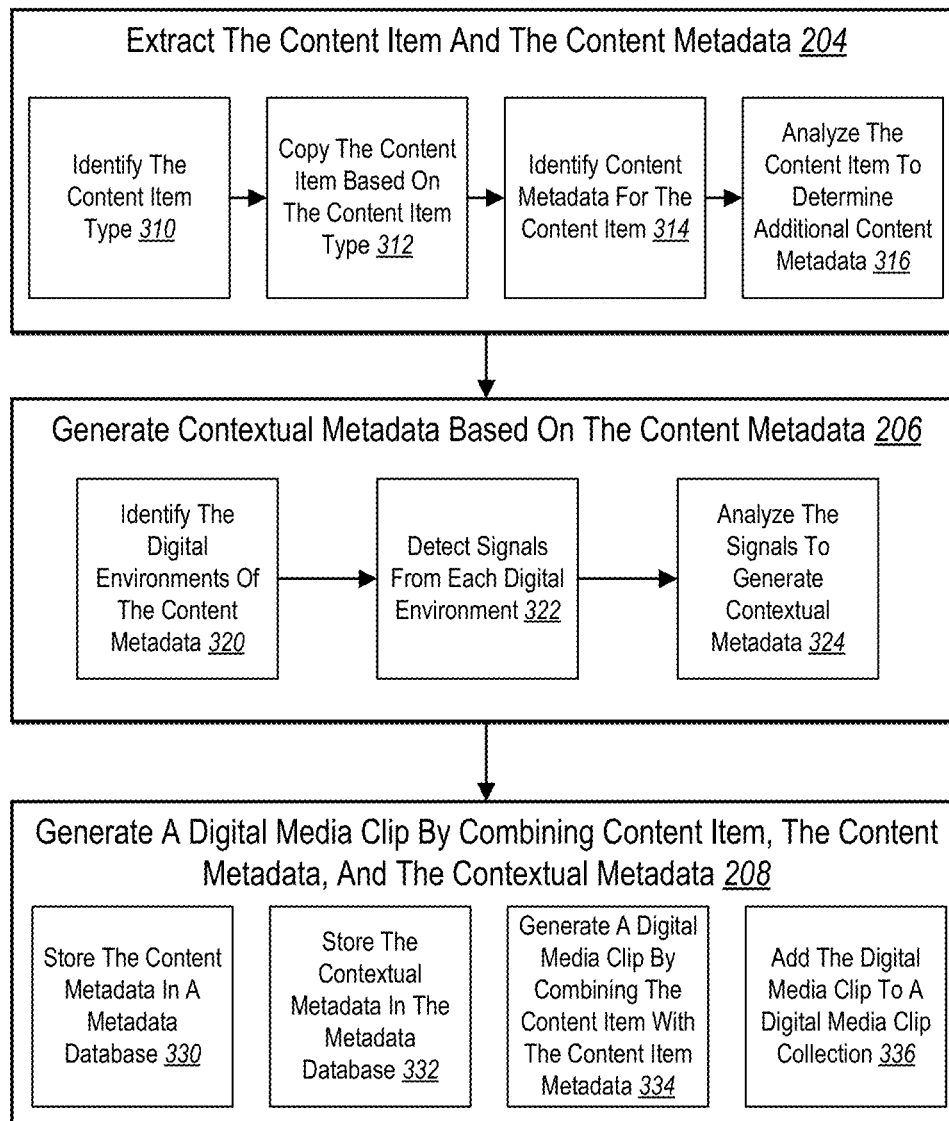 Extract The Content Item And The Content Metadata 204
Identify The
Content Item
Type 310
Copy The Content
Item Based On
The Content Item
Type 312
Identify Content
Metadata For The
Content Item 314
Analyze The
Content Item To
Determine
Additional Content
Metadata 316
Generate Contextual Metadata Based On The Content Metadata 206
Identify The
Digital
Environments Of
The Content
Metadata 320
Detect Signals
From Each Digital
Environment 322
Analyze The
Signals To
Generate
Contextual
Metadata 324
Generate A Digital Media Clip By Combining Content Item, The Content
Metadata, And The Contextual Metadata 208
Store The Content
Metadata In A
Metadata
Database 330
Store The
Contextual
Metadata In The
Metadata
Database 332
Generate A Digital
Media Clip By
Combining The
Content Item With
The Content Item
Metadata 334
Add The Digital
Media Clip To A
Digital Media Clip
Collection 336